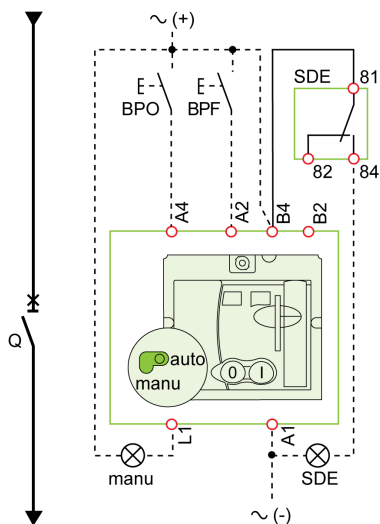 ∼ (+)
SDE 81
BPO BPF
82 84
A4 A2 B4 B2
Q
auto
manu
0 I
L1 A1
manu SDE
∼ (-)